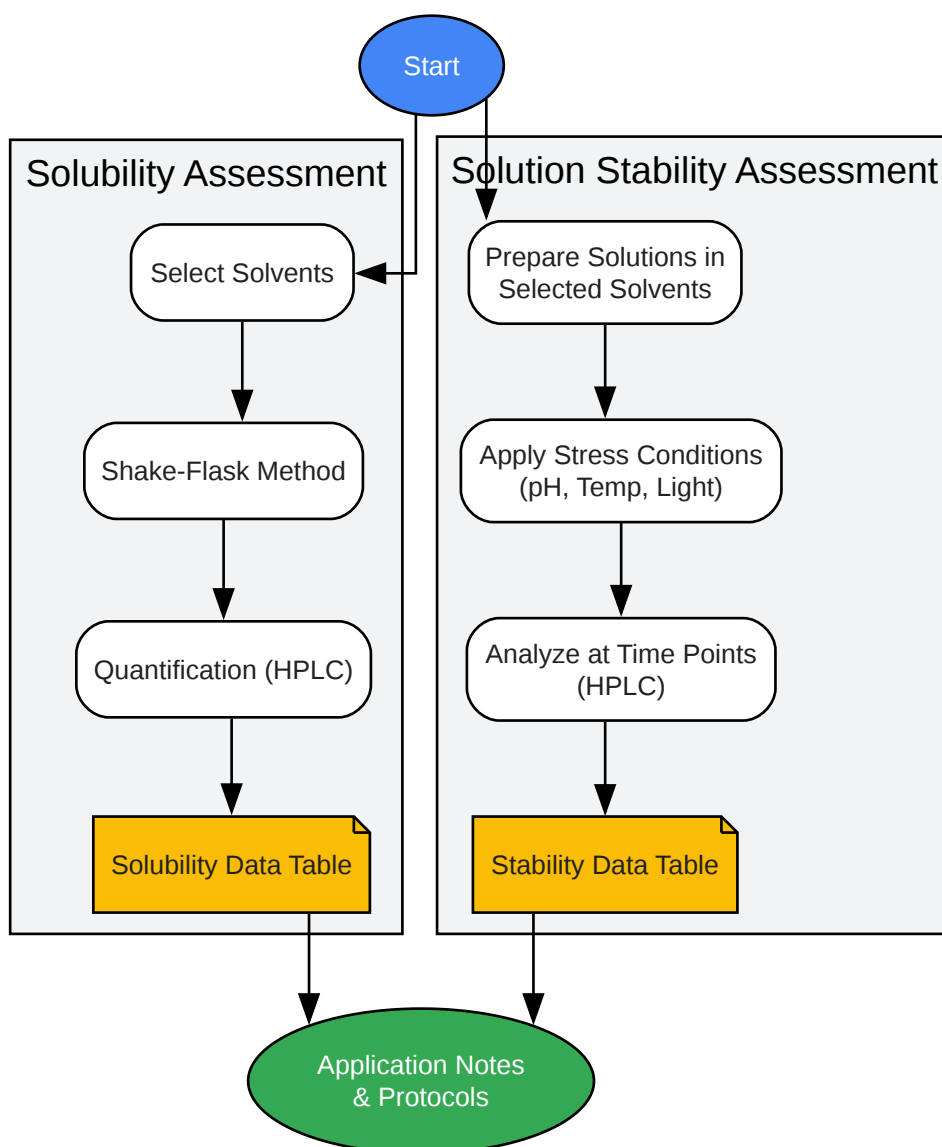 Start
Solubility Assessment
Select Solvents
Shake-Flask Method
Quantification (HPLC)
Solubility Data Table
Solution Stability Assessment
Prepare Solutions in
Selected Solvents
Apply Stress Conditions
(pH, Temp, Light)
Analyze at Time Points
(HPLC)
Stability Data Table
Application Notes
& Protocols